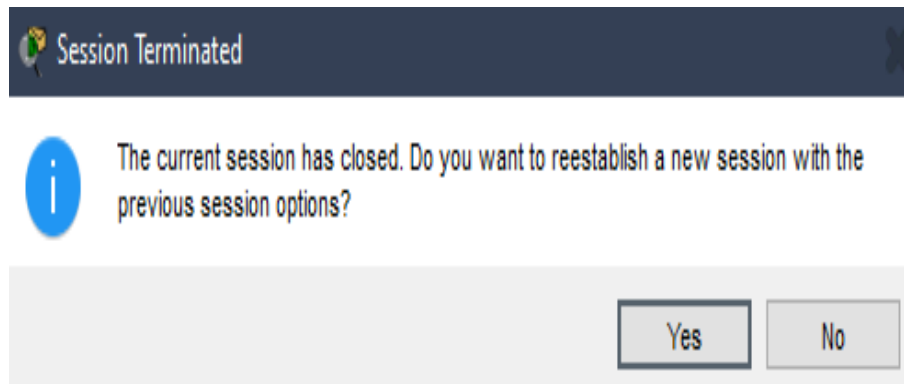 Session Terminated
The current session has closed. Do you want to reestablish a new session with the
previous session options?
Yes
No